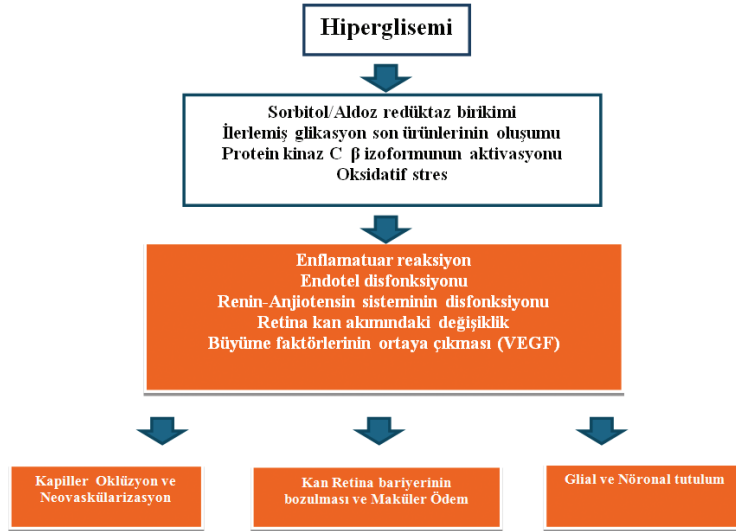 Hiperglisemi
Sorbitol/Aldoz redüktaz birikimi
İlerlemiş glikasyon son ürünlerinin oluşumu
Protein kinaz C β izoformunun aktivasyonu
Oksidatif stres
Enflamatuar reaksiyon
Endotel disfonksiyonu
Renin-Anjiotensin sisteminin disfonksiyonu
Retina kan akımındaki değişiklik
Büyüme faktörlerinin ortaya çıkması (VEGF)
Kapiller Oklüzyon ve
Neovaskülarizasyon
Kan Retina bariyerinin
bozulması ve Maküler Ödem
Glial ve Nöronal tutulum